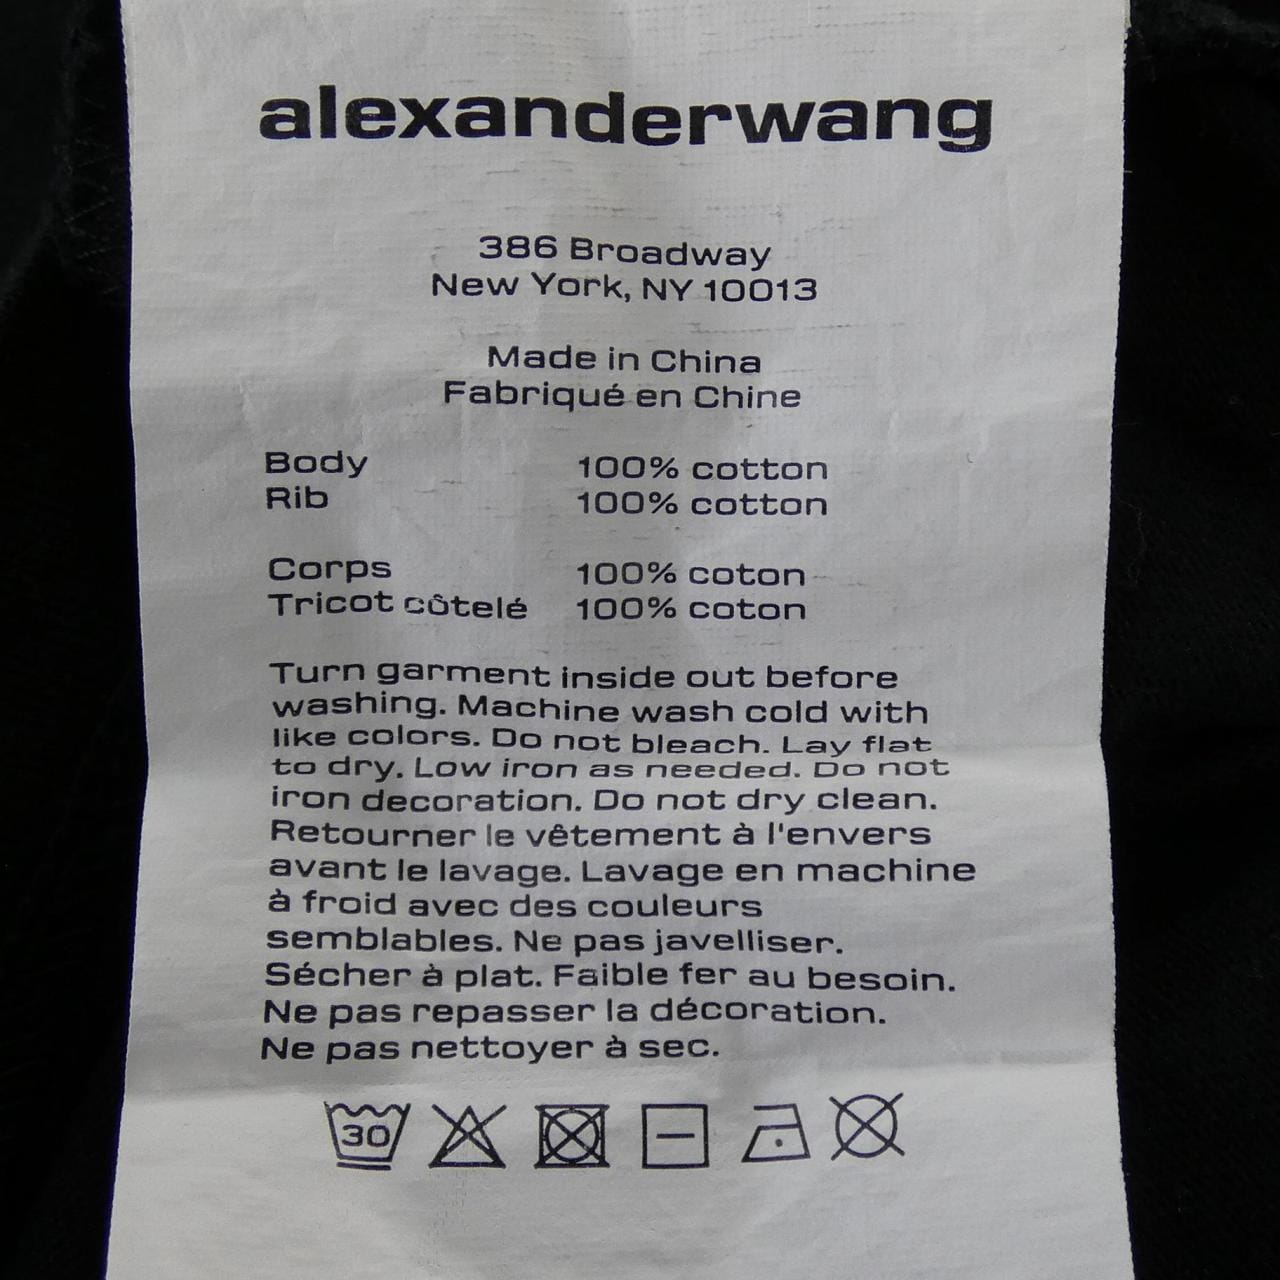 alexanderwang
386 Broadway
New York, NY 10013
Made in China
Fabriqué en Chine
Body 100% cotton
Rib 100% cotton
Corps 100% coton
Tricot côtelé 100% coton
Turn garment inside out before
washing. Machine wash cold with
like colors. Do not bleach. Lay flat
to dry. Low iron as needed. Do not
iron decoration. Do not dry clean.
Retourner le vêtement à l'envers
avant le lavage. Lavage en machine
à froid avec des couleurs
semblables. Ne pas javelliser.
Sécher à plat. Faible fer au besoin.
Ne pas repasser la décoration.
Ne pas nettoyer à sec.
30